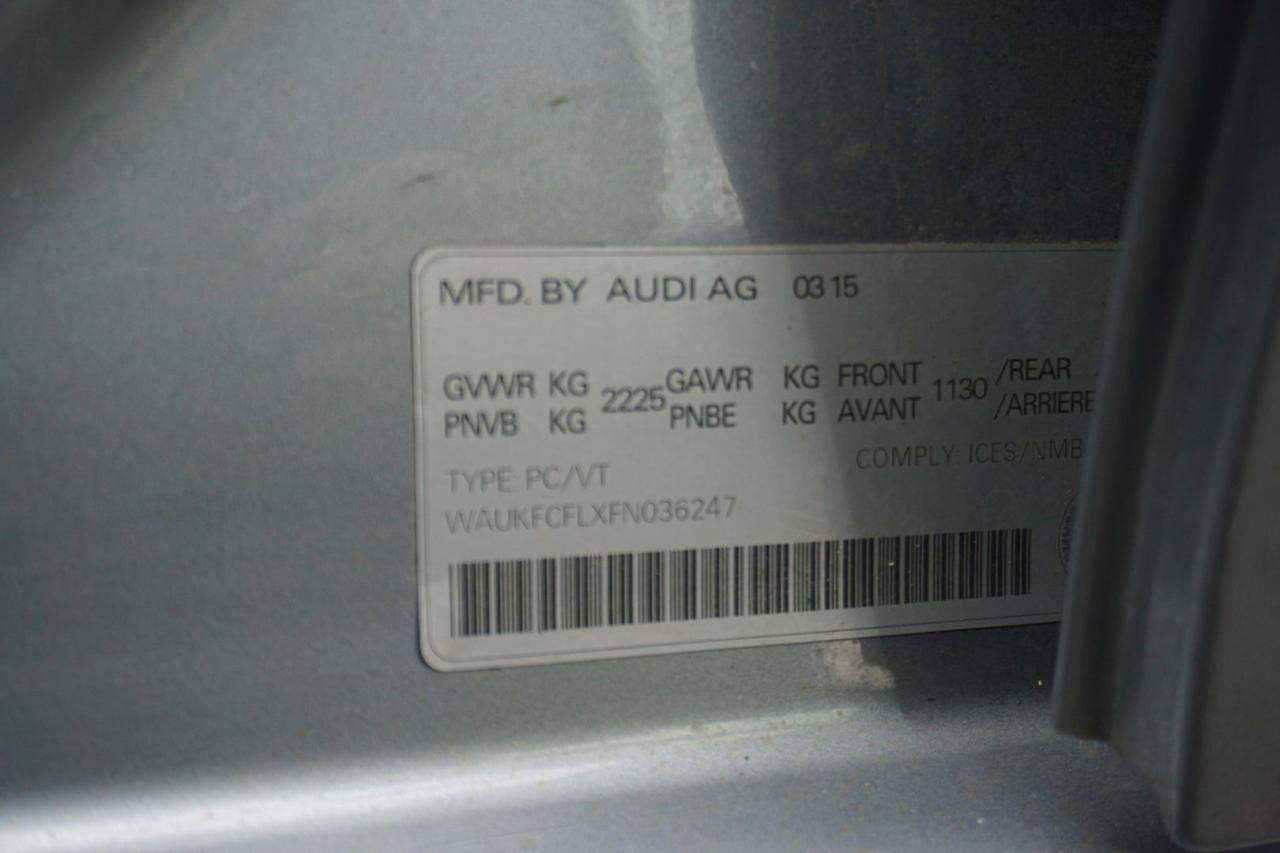 MFD. BY AUDI AG 03 15
GVWR KG 2225 GAWR KG FRONT 1130 /REAR
PNVB KG PNBE KG AVANT /ARRIERE
COMPLY: ICES/NMB
TYPE: PC/VT
WAUKFCFLXFN036247